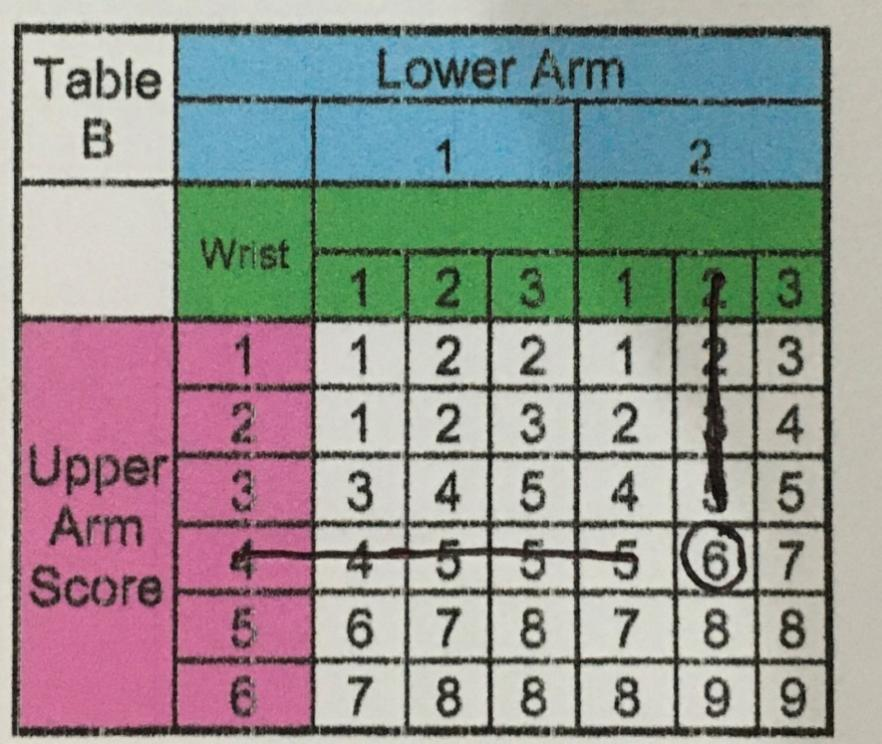 Table B
Lower Arm
1 2
Wrist
1 2 3 1 2 3
Upper Arm Score
1 1 2 2 1 2 3
2 1 2 3 2 3 4
3 3 4 5 4 5 5
4 4 5 5 5 6 7
5 6 7 8 7 8 8
6 7 8 8 8 9 9